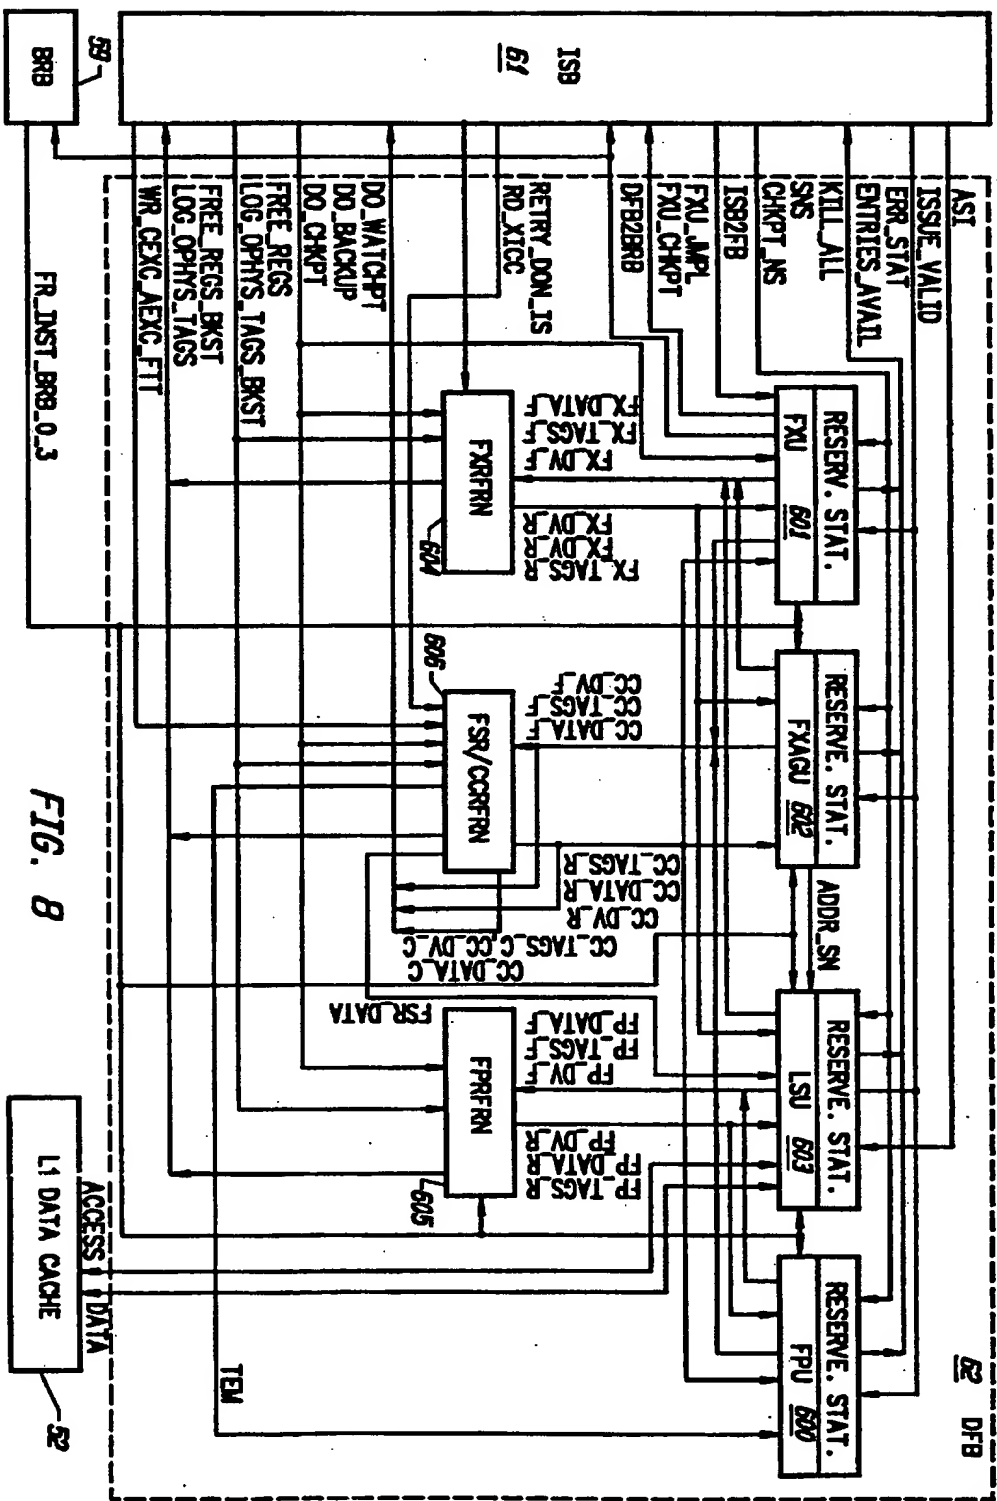 62 DFB
ASI
ISSUE_VALID
ERR_STAT
ENTRIES_AVAIL
KILL_ALL
SNS
CHKPT_NS
ISB2FB
FXU_JMPL
FXU_CHKPT
DFB2BRB
RETRY_DON_IS
RD_XICC
DO_WATCHPT
DO_BACKUP
DO_CHKPT
FREE_REGS
LOG_OPHYS_TAGS_BKST
FREE_REGS_BKST
LOG_OPHYS_TAGS
WR_CEXC_AEXC_FTT
FR_INST_BRB_0_3
ISB
61
BRB
59
RESERV. STAT.
FXU 601
RESERVE. STAT.
FXAGU 602
ADDR_SN
RESERVE. STAT.
LSU 603
RESERVE. STAT.
FPU 600
FX_DATA_F
FX_TAGS_F
FX_DV_F
FXRFRN
604
FX_DV_R
FX_DV_R
FX_TAGS_R
606
CC_DV_F
CC_TAGS_F
CC_DATA_F
FSR/CCRFRN
CC_TAGS_R
CC_DATA_R
CC_DV_R
CC_TAGS_C,CC_DV_C
CC_DATA_C
FSR_DATA
FP_DATA_F
FP_TAGS_F
FP_DV_F
FPRFRN
605
FP_DV_R
FP_DATA_R
FP_TAGS_R
TEM
ACCESS
DATA
L1 DATA CACHE
52
FIG. 8